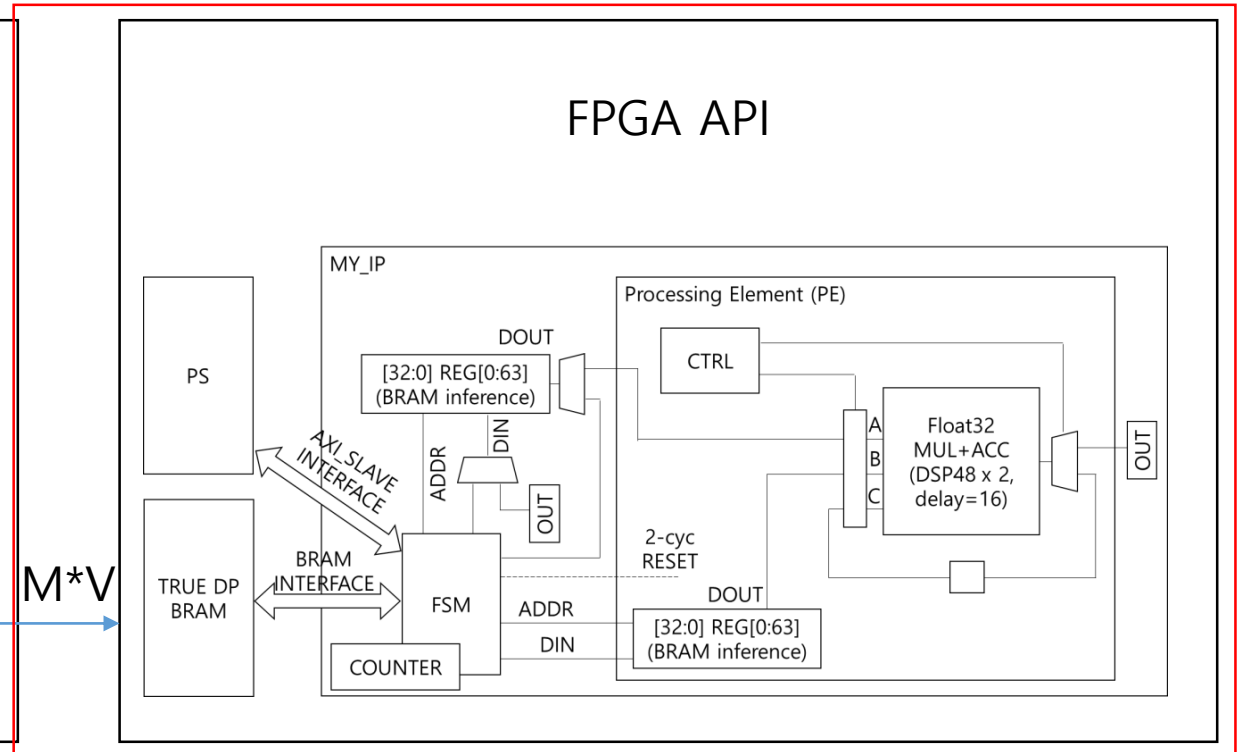 FPGA API
M*V
PS
TRUE DP
BRAM
AXI_SLAVE
INTERFACE
BRAM
INTERFACE
MY_IP
DOUT
[32:0] REG[0:63]
(BRAM inference)
ADDR
DIN
OUT
FSM
COUNTER
2-cyc
RESET
ADDR
DIN
Processing Element (PE)
CTRL
A
B
C
Float32
MUL+ACC
(DSP48 x 2,
delay=16)
OUT
DOUT
[32:0] REG[0:63]
(BRAM inference)